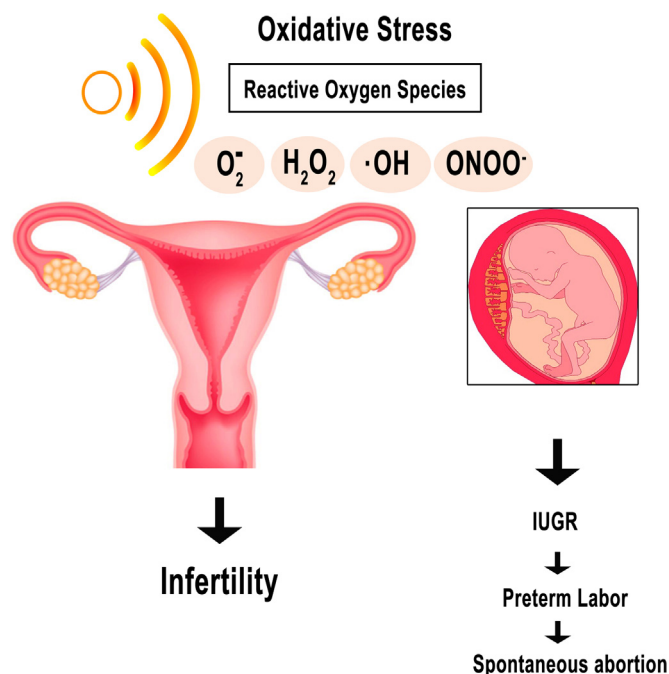 Oxidative Stress
Reactive Oxygen Species
O₂⁻ H₂O₂ ·OH ONOO⁻
Infertility
IUGR
Preterm Labor
Spontaneous abortion